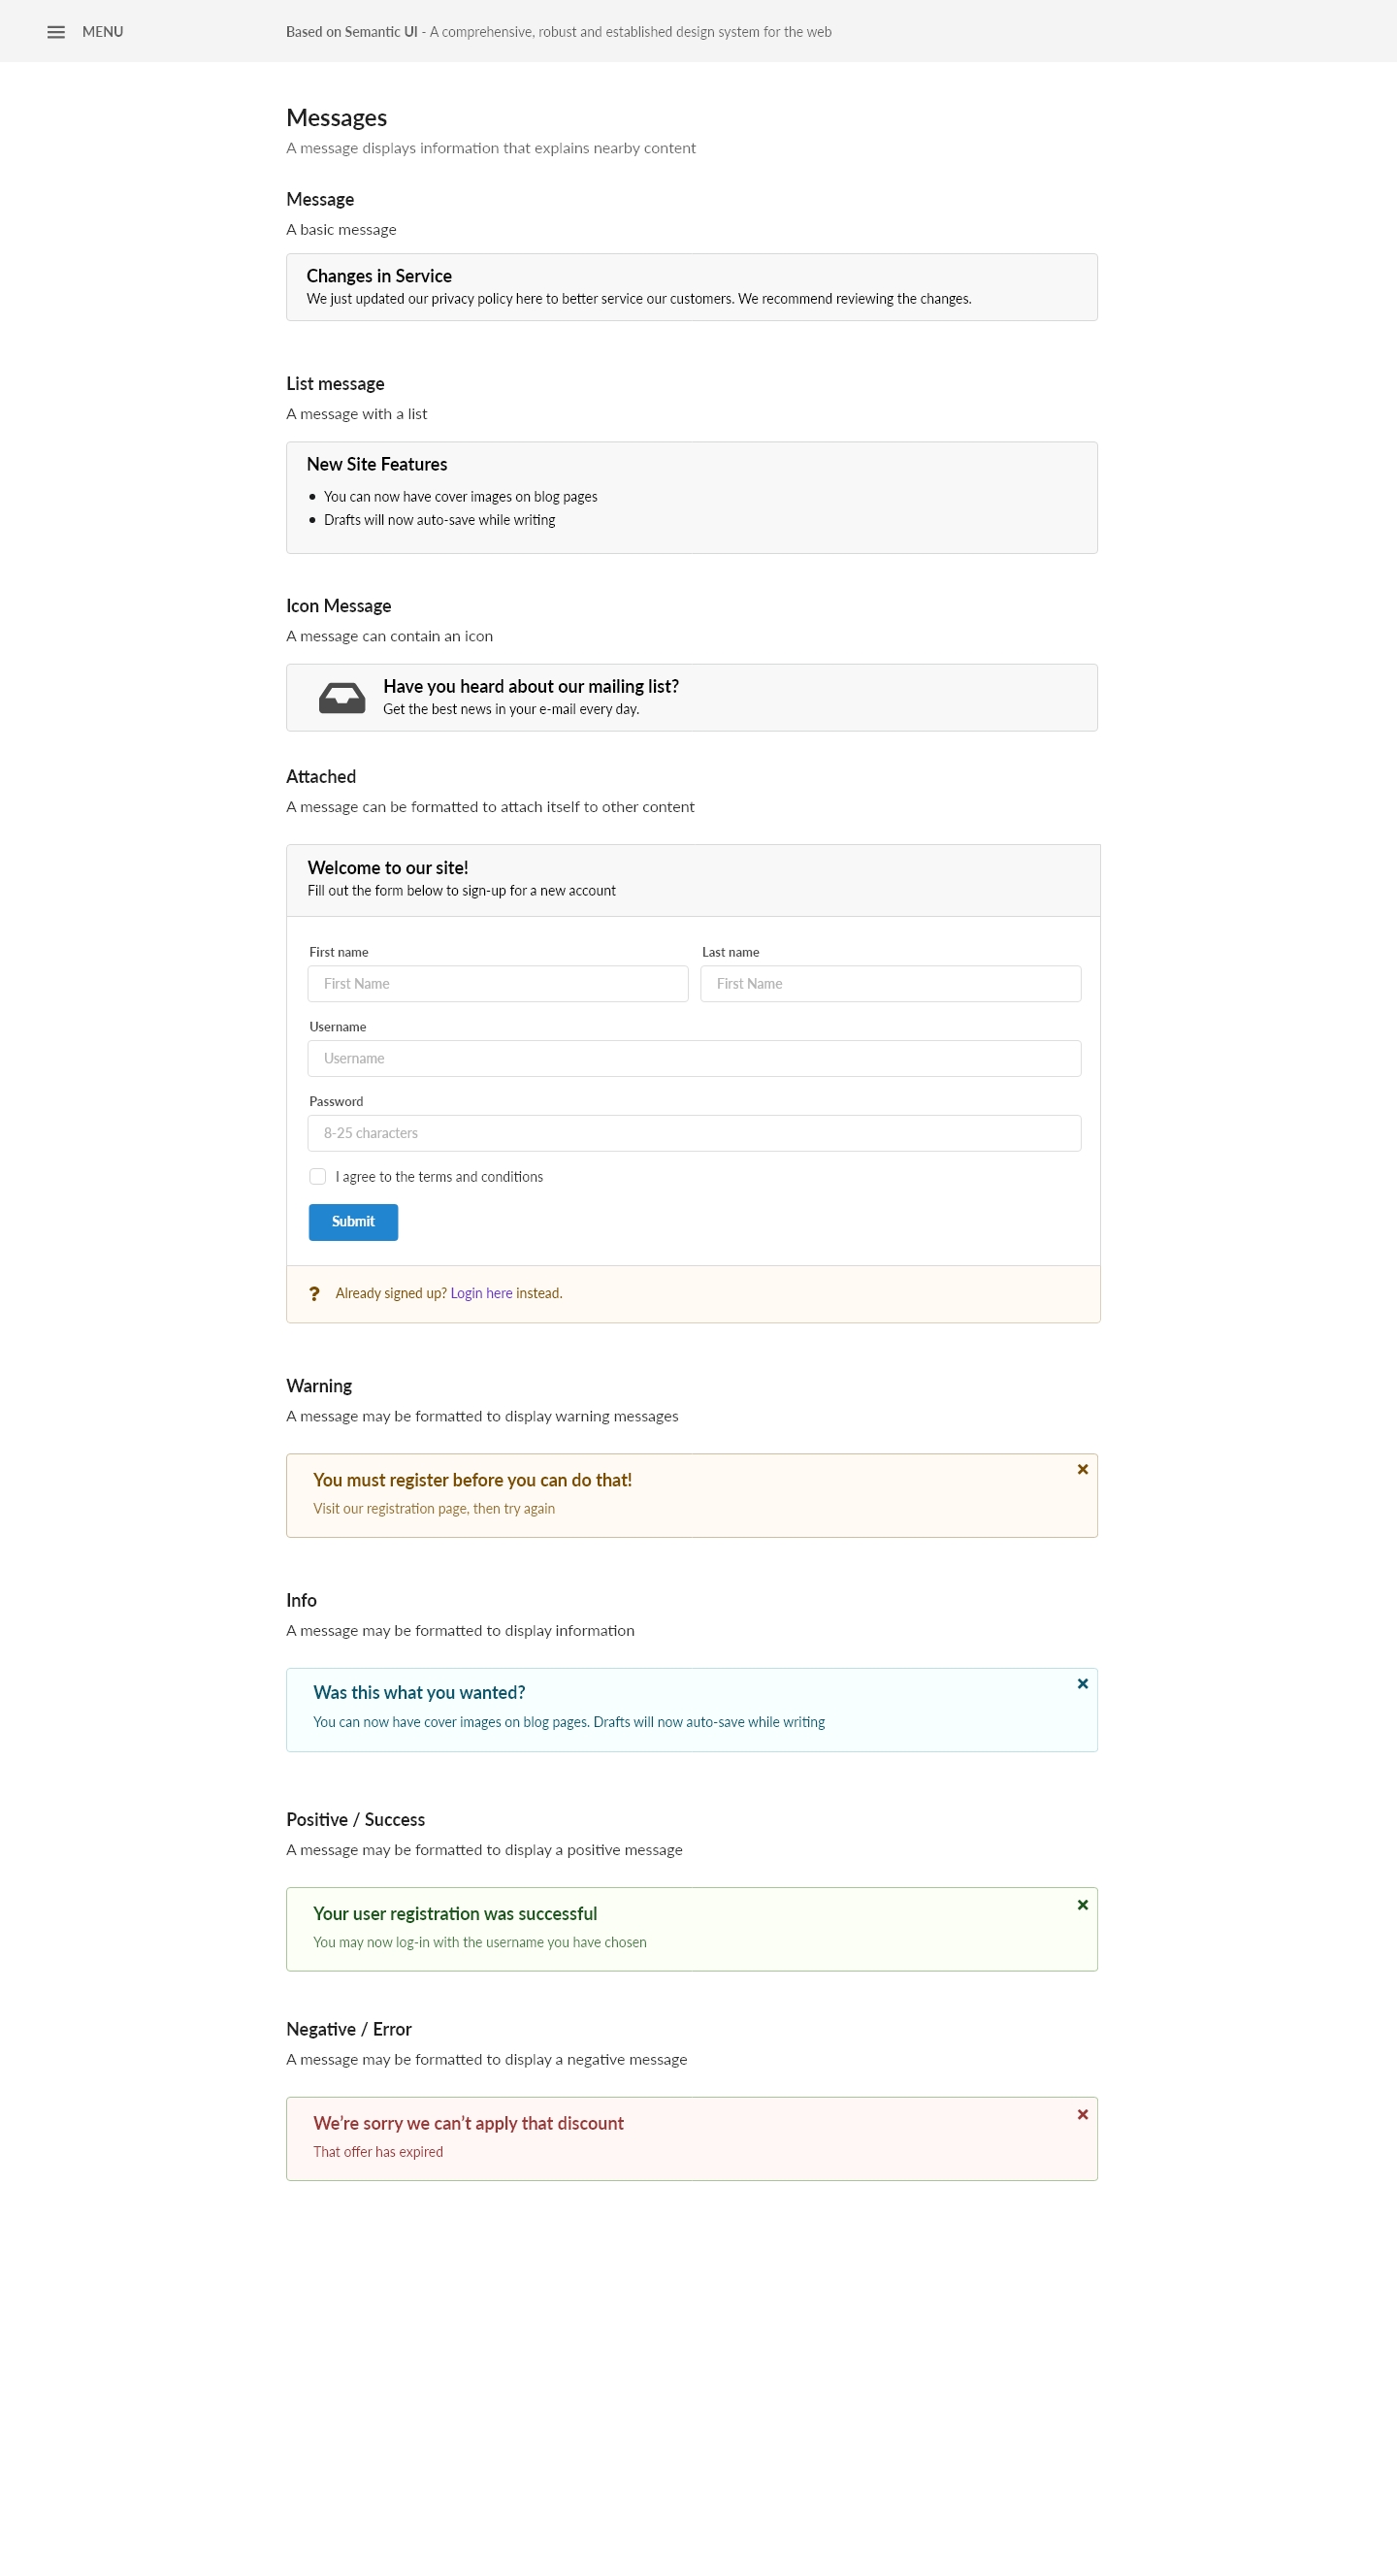 MENU
Based on Semantic UI - A comprehensive, robust and established design system for the web
Messages
A message displays information that explains nearby content
Message
A basic message
Changes in Service
We just updated our privacy policy here to better service our customers. We recommend reviewing the changes.
List message
A message with a list
New Site Features
• You can now have cover images on blog pages
• Drafts will now auto-save while writing
Icon Message
A message can contain an icon
Have you heard about our mailing list?
Get the best news in your e-mail every day.
Attached
A message can be formatted to attach itself to other content
Welcome to our site!
Fill out the form below to sign-up for a new account
First name Last name
First Name First Name
Username
Username
Password
8-25 characters
I agree to the terms and conditions
Submit
? Already signed up? Login here instead.
Warning
A message may be formatted to display warning messages
You must register before you can do that!
Visit our registration page, then try again
Info
A message may be formatted to display information
Was this what you wanted?
You can now have cover images on blog pages. Drafts will now auto-save while writing
Positive / Success
A message may be formatted to display a positive message
Your user registration was successful
You may now log-in with the username you have chosen
Negative / Error
A message may be formatted to display a negative message
We’re sorry we can’t apply that discount
That offer has expired